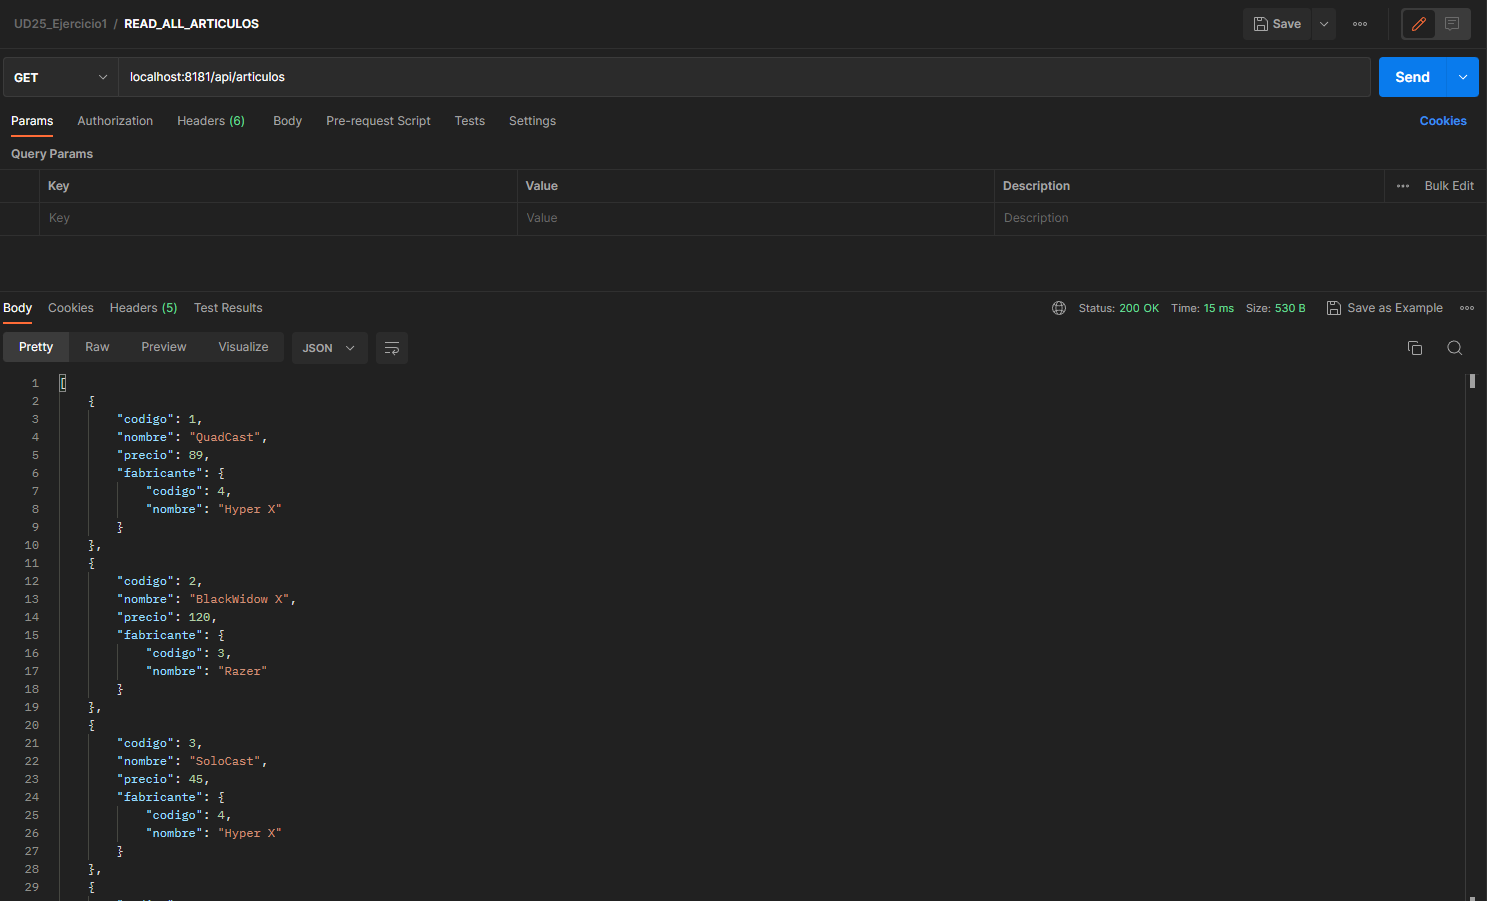 UD25_Ejercicio1 / READ_ALL_ARTICULOS Save
GET localhost:8181/api/articulos Send
Params Authorization Headers (6) Body Pre-request Script Tests Settings Cookies
Query Params
Key Value Description Bulk Edit
Key Value Description
Body Cookies Headers (5) Test Results Status: 200 OK Time: 15 ms Size: 530 B Save as Example
Pretty Raw Preview Visualize JSON
1 [
2 {
3 "codigo": 1,
4 "nombre": "QuadCast",
5 "precio": 89,
6 "fabricante": {
7 "codigo": 4,
8 "nombre": "Hyper X"
9 }
10 },
11 {
12 "codigo": 2,
13 "nombre": "BlackWidow X",
14 "precio": 120,
15 "fabricante": {
16 "codigo": 3,
17 "nombre": "Razer"
18 }
19 },
20 {
21 "codigo": 3,
22 "nombre": "SoloCast",
23 "precio": 45,
24 "fabricante": {
25 "codigo": 4,
26 "nombre": "Hyper X"
27 }
28 },
29 {